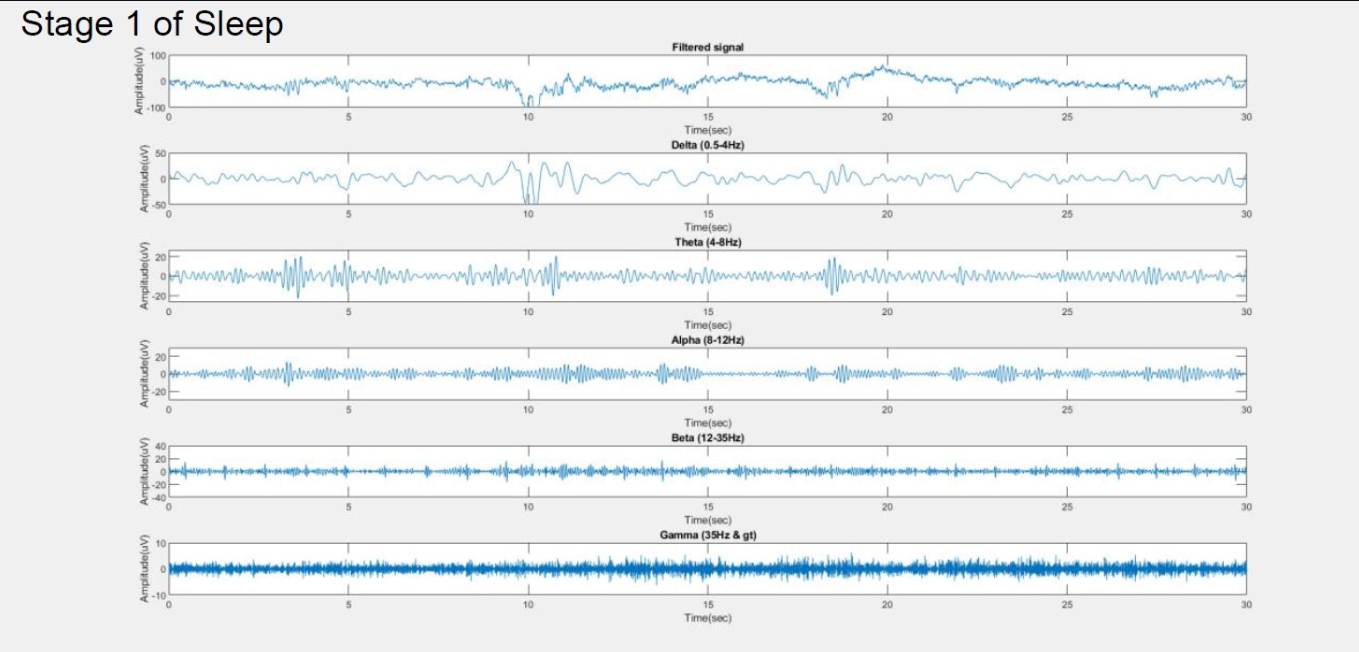 Stage 1 of Sleep
Filtered signal
Amplitude(uV)
100
0
-100
0 5 10 15 20 25 30
Time(sec)
Delta (0.5-4Hz)
Amplitude(uV)
50
0
-50
0 5 10 15 20 25 30
Time(sec)
Theta (4-8Hz)
Amplitude(uV)
20
0
-20
0 5 10 15 20 25 30
Time(sec)
Alpha (8-12Hz)
Amplitude(uV)
20
0
-20
0 5 10 15 20 25 30
Time(sec)
Beta (12-35Hz)
Amplitude(uV)
40
20
0
-20
-40
0 5 10 15 20 25 30
Time(sec)
Gamma (35Hz & gt)
Amplitude(uV)
10
0
-10
0 5 10 15 20 25 30
Time(sec)